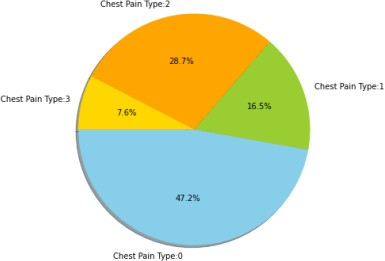 Chest Pain Type:2
28.7%
Chest Pain Type:1
16.5%
Chest Pain Type:3
7.6%
47.2%
Chest Pain Type:0